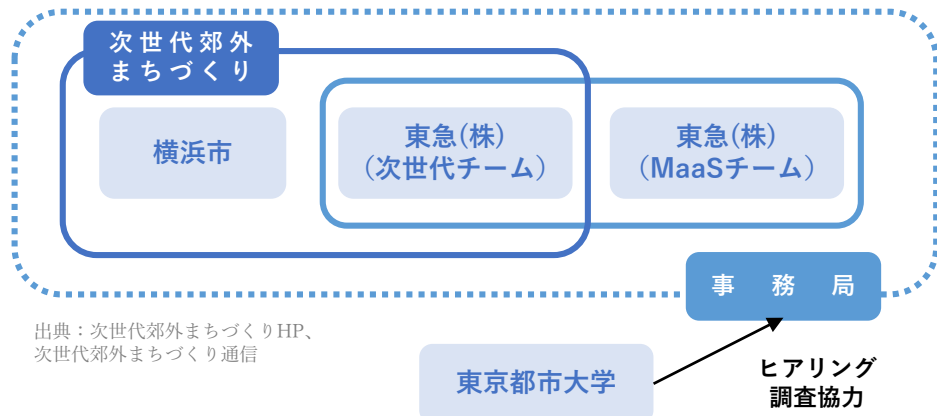 次世代郊外
まちづくり
横浜市
東急(株)
(次世代チーム)
東急(株)
(MaaSチーム)
事務局
出典：次世代郊外まちづくりHP、
次世代郊外まちづくり通信
東京都市大学
ヒアリング
調査協力